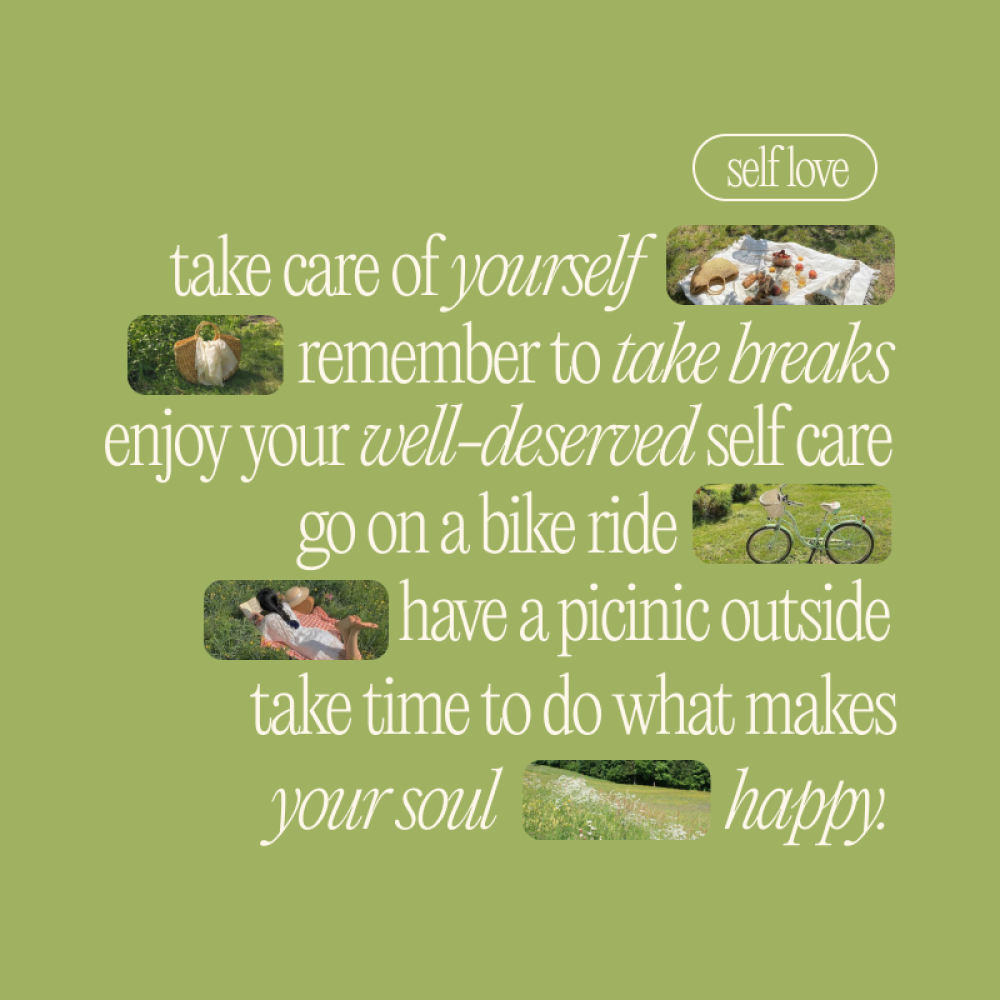 self love
take care of yourself
remember to take breaks
enjoy your well-deserved self care
go on a bike ride
have a picinic outside
take time to do what makes
your soul happy.